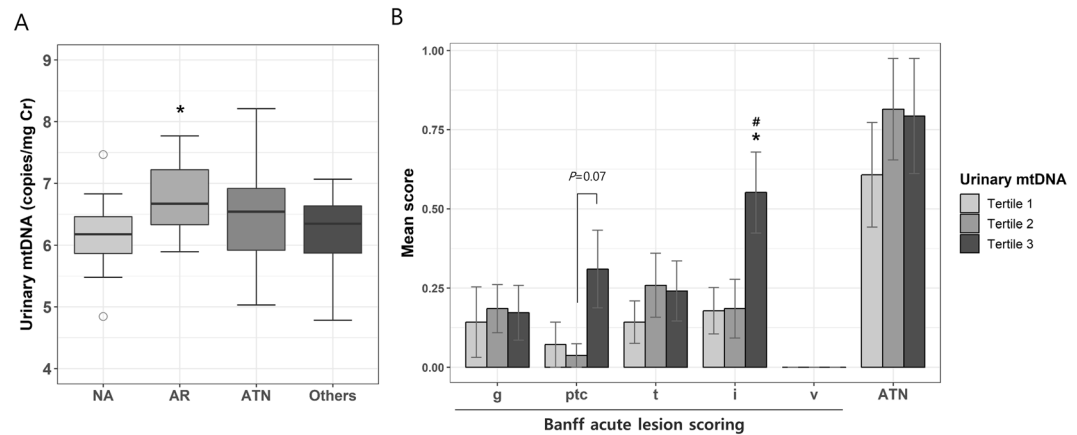 A
Urinary mtDNA (copies/mg Cr)
9
8
7
6
5
4
*
NA AR ATN Others
B
Mean score
1.00
0.75
0.50
0.25
0.00
P=0.07
#
*
g ptc t i v ATN
Banff acute lesion scoring
Urinary mtDNA
Tertile 1
Tertile 2
Tertile 3